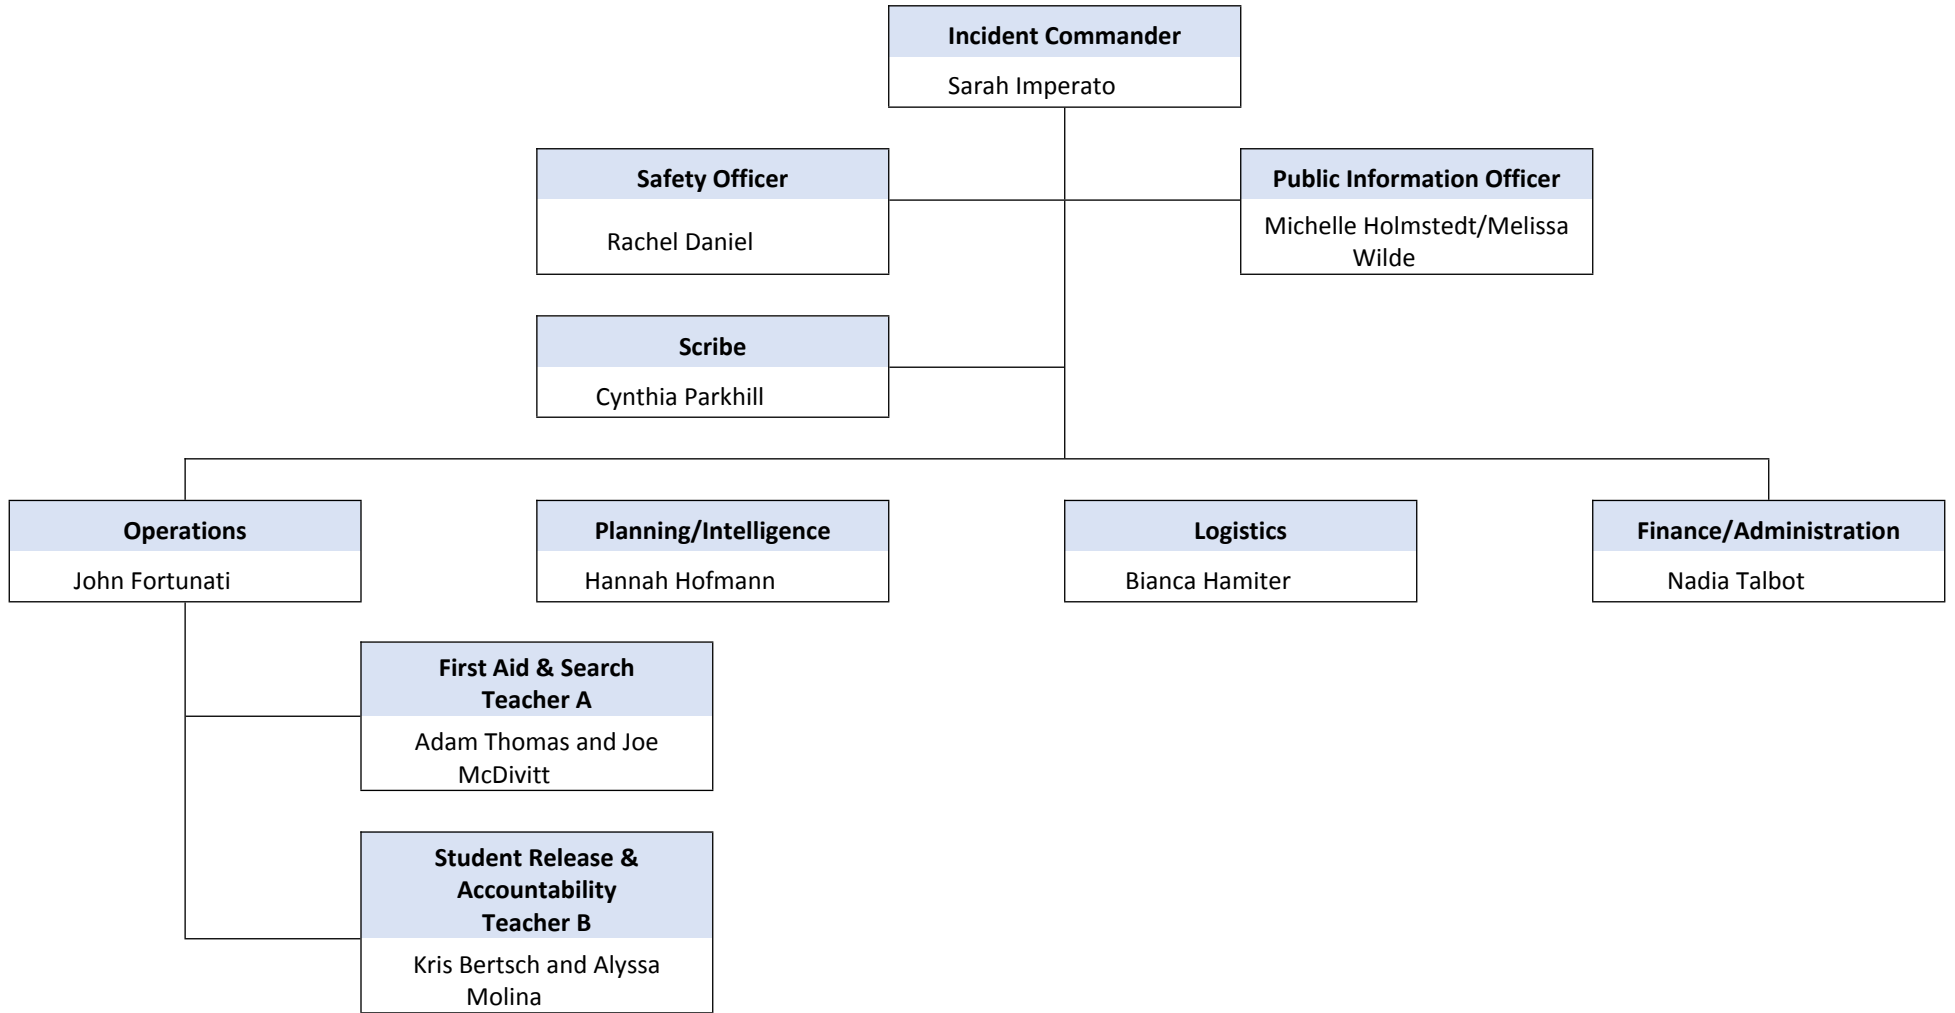 Incident Commander
Sarah Imperato
Safety Officer
Rachel Daniel
Public Information Officer
Michelle Holmstedt/Melissa
Wilde
Scribe
Cynthia Parkhill
Operations
John Fortunati
Planning/Intelligence
Hannah Hofmann
Logistics
Bianca Hamiter
Finance/Administration
Nadia Talbot
First Aid & Search
Teacher A
Adam Thomas and Joe
McDivitt
Student Release &
Accountability
Teacher B
Kris Bertsch and Alyssa
Molina